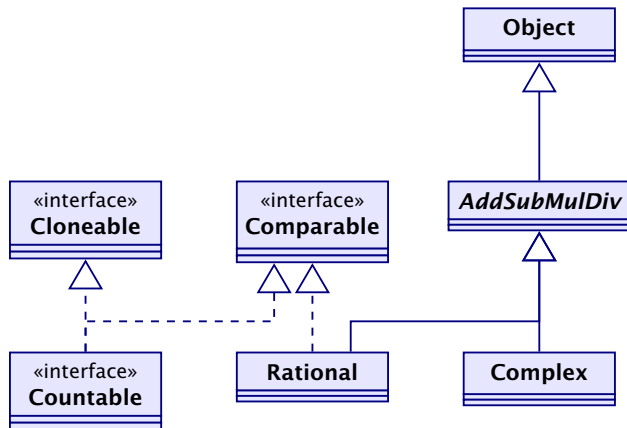 Object
«interface»
Cloneable
«interface»
Comparable
AddSubMulDiv
«interface»
Countable
Rational
Complex